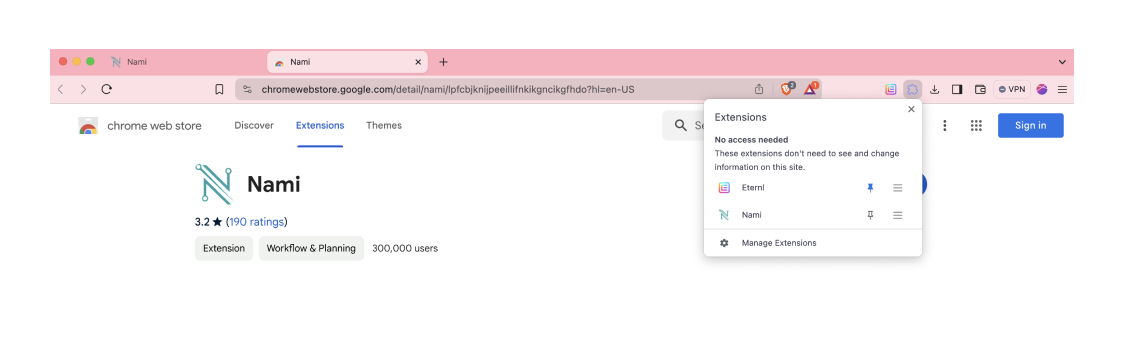 Nami
Nami
chromewebstore.google.com/detail/nami/lpfcbjknijpeeillifnkikgncikgfhdo?hl=en-US
2
1
VPN
chrome web store
Discover
Extensions
Themes
Se
Sign in
Nami
3.2 ★ (190 ratings)
Extension
Workflow & Planning
300,000 users
Extensions
No access needed
These extensions don't need to see and change
information on this site.
Eternl
Nami
Manage Extensions